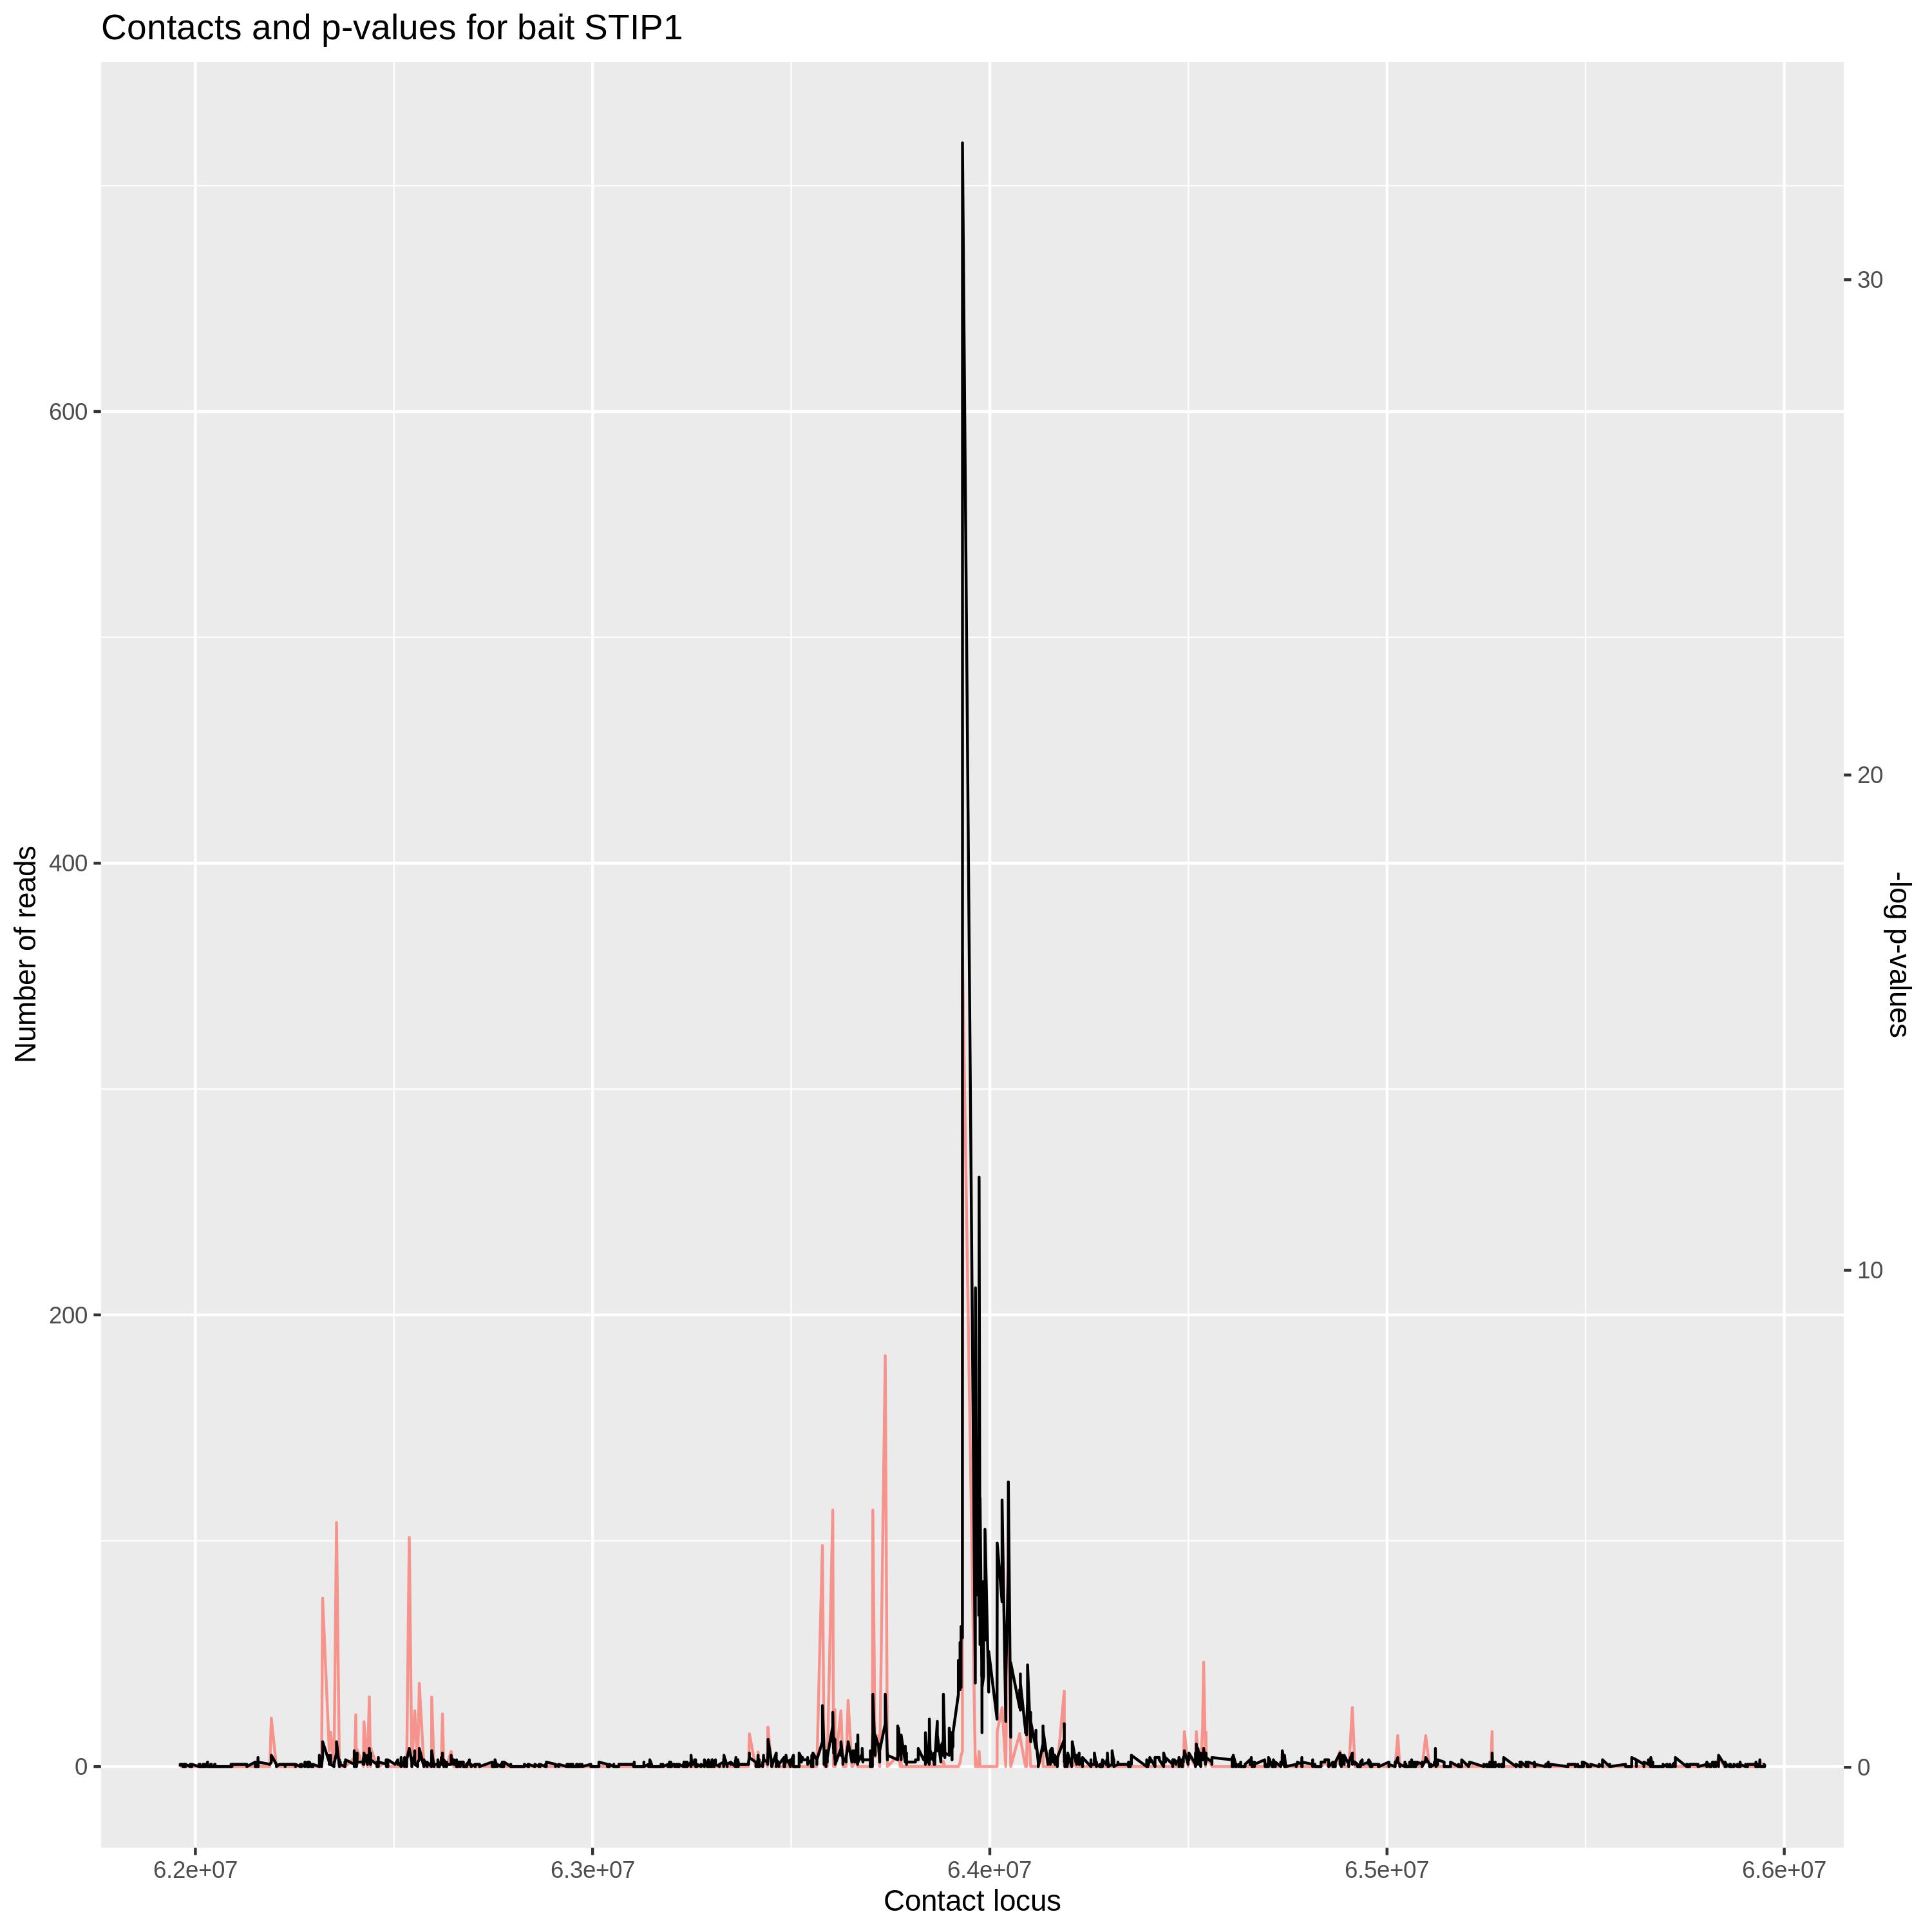 Contacts and p-values for bait STIP1
Number of reads
600
400
200
0
30
20
10
0
-log p-values
6.2e+07 6.3e+07 6.4e+07 6.5e+07 6.6e+07
Contact locus